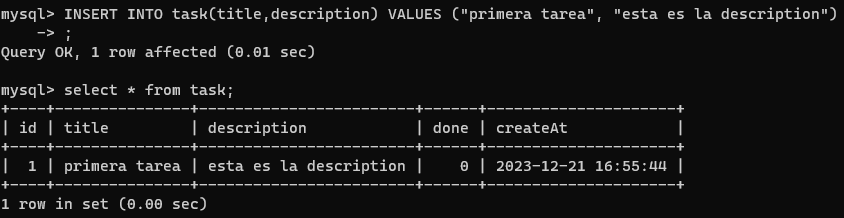 mysql> INSERT INTO task(title,description) VALUES ("primera tarea", "esta es la description")
    -> ;
Query OK, 1 row affected (0.01 sec)

mysql> select * from task;
+----+---------------+------------------------+------+---------------------+
| id | title         | description            | done | createAt            |
+----+---------------+------------------------+------+---------------------+
|  1 | primera tarea | esta es la description |    0 | 2023-12-21 16:55:44 |
+----+---------------+------------------------+------+---------------------+
1 row in set (0.00 sec)